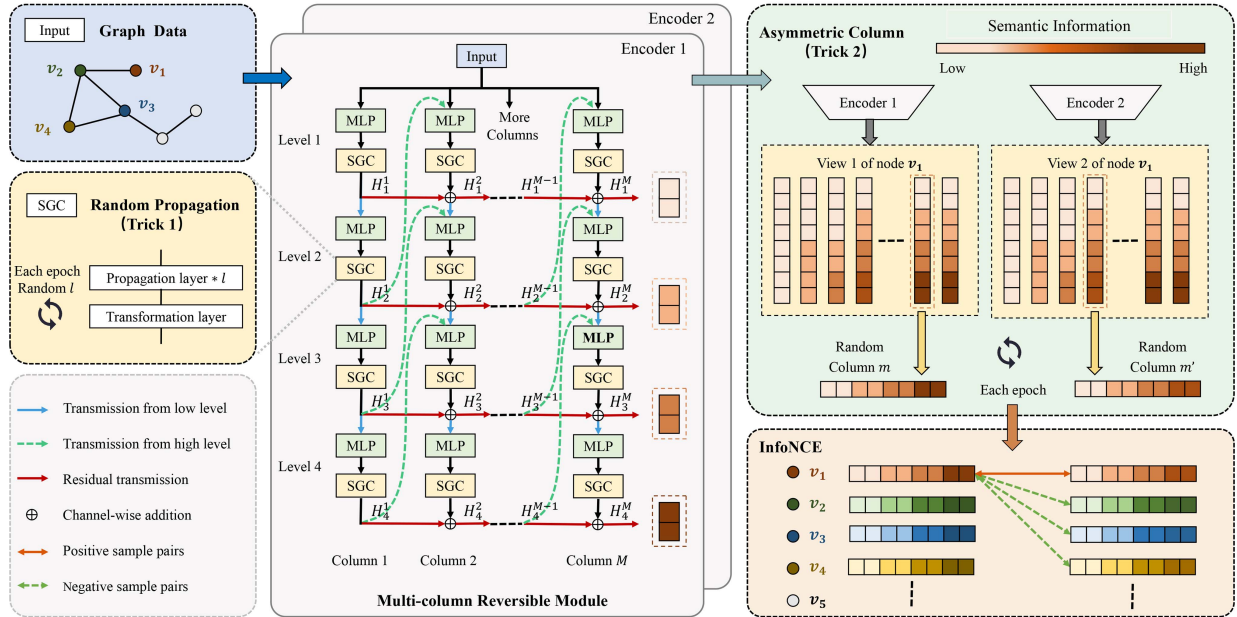 Input
Graph Data
v₂
v₁
v₃
v₄
SGC
Random Propagation
(Trick 1)
Each epoch
Random l
Propagation layer * l
Transformation layer
Transmission from low level
Transmission from high level
Residual transmission
Channel-wise addition
Positive sample pairs
Negative sample pairs
Encoder 2
Encoder 1
Input
MLP
MLP
More
Columns
MLP
Level 1
SGC
SGC
SGC
H₁¹
H₁²
H₁ᴹ⁻¹
H₁ᴹ
MLP
MLP
MLP
Level 2
SGC
SGC
SGC
H₂¹
H₂²
H₂ᴹ⁻¹
H₂ᴹ
MLP
MLP
MLP
Level 3
SGC
SGC
SGC
H₃¹
H₃²
H₃ᴹ⁻¹
H₃ᴹ
MLP
MLP
MLP
Level 4
SGC
SGC
SGC
H₄¹
H₄²
H₄ᴹ⁻¹
H₄ᴹ
Column 1
Column 2
Column M
Multi-column Reversible Module
Asymmetric Column
(Trick 2)
Semantic Information
Low
High
Encoder 1
Encoder 2
View 1 of node v₁
View 2 of node v₁
Random
Column m
Each epoch
Random
Column m′
InfoNCE
v₁
v₂
v₃
v₄
v₅